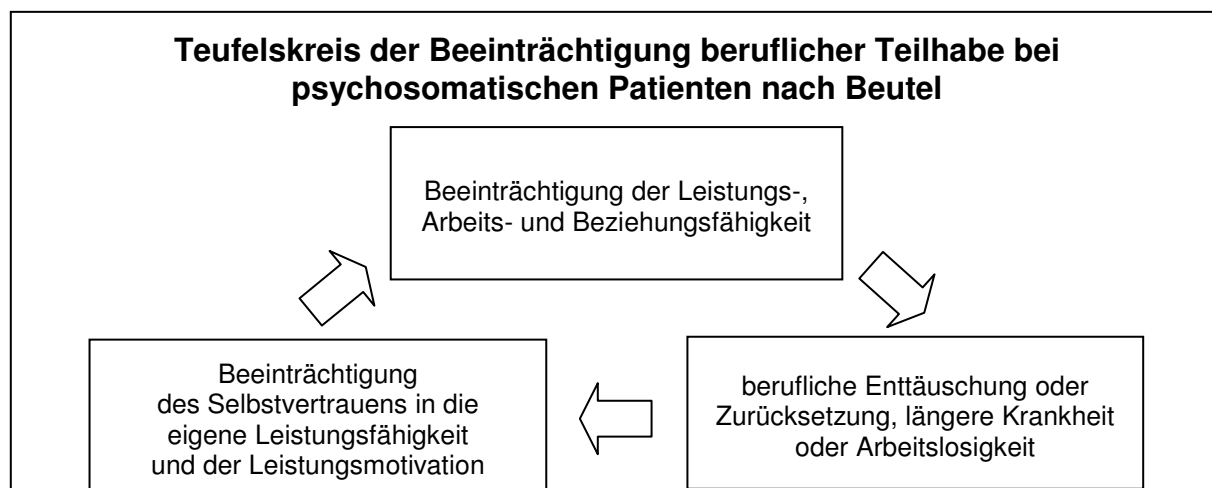 Teufelskreis der Beeinträchtigung beruflicher Teilhabe bei
psychosomatischen Patienten nach Beutel
Beeinträchtigung der Leistungs-,
Arbeits- und Beziehungsfähigkeit
Beeinträchtigung
des Selbstvertrauens in die
eigene Leistungsfähigkeit
und der Leistungsmotivation
berufliche Enttäuschung oder
Zurücksetzung, längere Krankheit
oder Arbeitslosigkeit